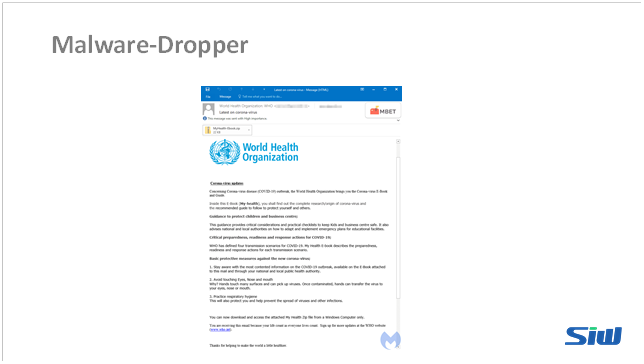 Malware-Dropper
Latest on corona-virus - Message (HTML)
File Message Tell me what you want to do...
World Health Organization WHO
Latest on corona-virus
This message was sent with High importance.
MBET
MyHealth-Ebook.zip
World Health
Organization
Corona-virus updates
Concerning Corona-virus disease (COVID-19) outbreak, the World Health Organization brings you the Corona-virus E-Book
and Guide
Inside this E-Book (My-health), you shall find out the complete research/origin of corona-virus and
the recommended guide to follow to protect yourself and others.
Guidance to protect children and business centre;
This guidance provides critical considerations and practical checklists to keep Kids and business centre safe. It also
advises national and local authorities on how to adapt and implement emergency plans for educational facilities.
Critical preparedness, readiness and response actions for COVID-19;
WHO has defined four transmission scenarios for COVID-19. My Health E-book describes the preparedness,
readiness and response actions for each transmission scenario.
Basic protective measures against the new corona-virus;
1. Stay aware with the most contented information on the COVID-19 outbreak, available on the E-Book attached
to this mail and through your national and local public health authority.
2. Avoid touching Eyes, Nose and mouth
Why? Hands touch many surfaces and can pick up viruses. Once contaminated, hands can transfer the virus to
your eyes, nose or mouth.
3. Practice respiratory hygiene
This will also protect you and help prevent the spread of viruses and other infections.
You can now download and access the attached My Health Zip file from a Windows Computer only.
You are receiving this email because your life count as everyone lives count. Sign up for more updates at the WHO website
(www.who.int)
Thanks for helping to make the world a little healthier.
SiW